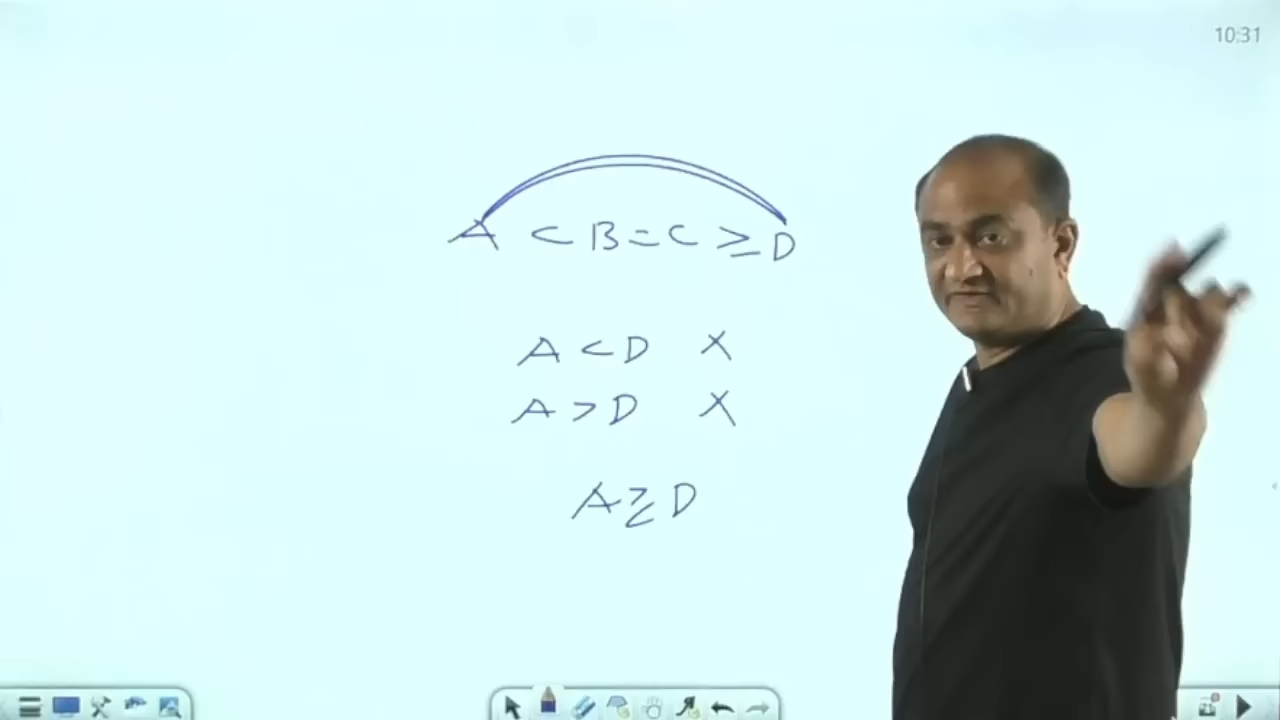 10:31
A < B = C ≥ D
A < D X
A > D X
A ≥ D